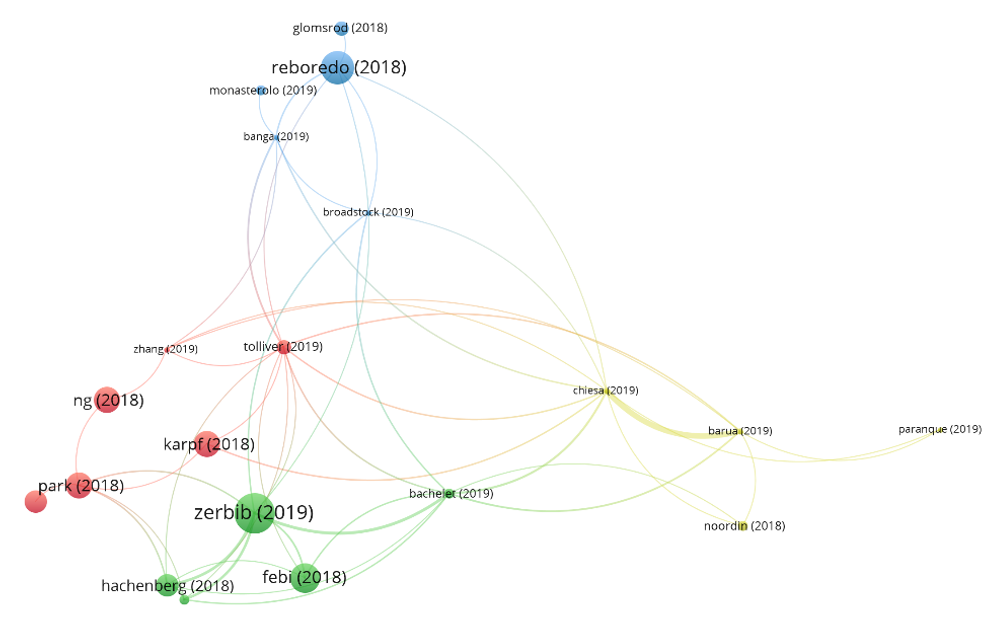 glomsrod (2018)
reboredo (2018)
monasterolo (2019)
banga (2019)
broadstock (2019)
zhang (2019)
tolliver (2019)
chiesa (2019)
ng (2018)
barua (2019)
paranque (2019)
karpf (2018)
park (2018)
bachelet (2019)
zerbib (2019)
noordin (2018)
febi (2018)
hachenberg (2018)